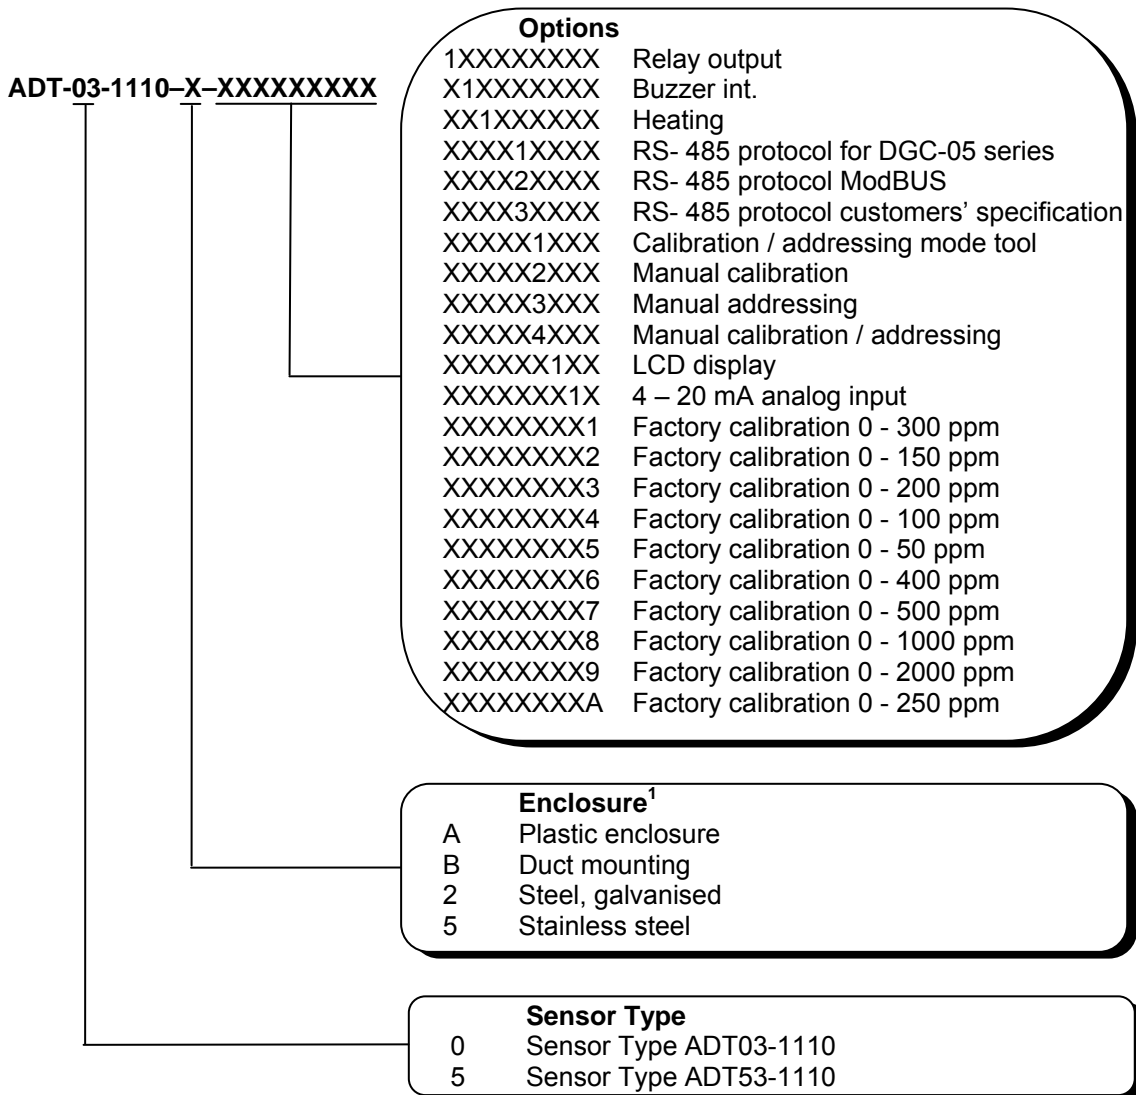 ADT-03-1110–X–XXXXXXXXX
Options
1XXXXXXXX Relay output
X1XXXXXXX Buzzer int.
XX1XXXXXX Heating
XXXX1XXXX RS- 485 protocol for DGC-05 series
XXXX2XXXX RS- 485 protocol ModBUS
XXXX3XXXX RS- 485 protocol customers’ specification
XXXXX1XXX Calibration / addressing mode tool
XXXXX2XXX Manual calibration
XXXXX3XXX Manual addressing
XXXXX4XXX Manual calibration / addressing
XXXXXX1XX LCD display
XXXXXXX1X 4 – 20 mA analog input
XXXXXXXX1 Factory calibration 0 - 300 ppm
XXXXXXXX2 Factory calibration 0 - 150 ppm
XXXXXXXX3 Factory calibration 0 - 200 ppm
XXXXXXXX4 Factory calibration 0 - 100 ppm
XXXXXXXX5 Factory calibration 0 - 50 ppm
XXXXXXXX6 Factory calibration 0 - 400 ppm
XXXXXXXX7 Factory calibration 0 - 500 ppm
XXXXXXXX8 Factory calibration 0 - 1000 ppm
XXXXXXXX9 Factory calibration 0 - 2000 ppm
XXXXXXXXA Factory calibration 0 - 250 ppm
Enclosure¹
A Plastic enclosure
B Duct mounting
2 Steel, galvanised
5 Stainless steel
Sensor Type
0 Sensor Type ADT03-1110
5 Sensor Type ADT53-1110